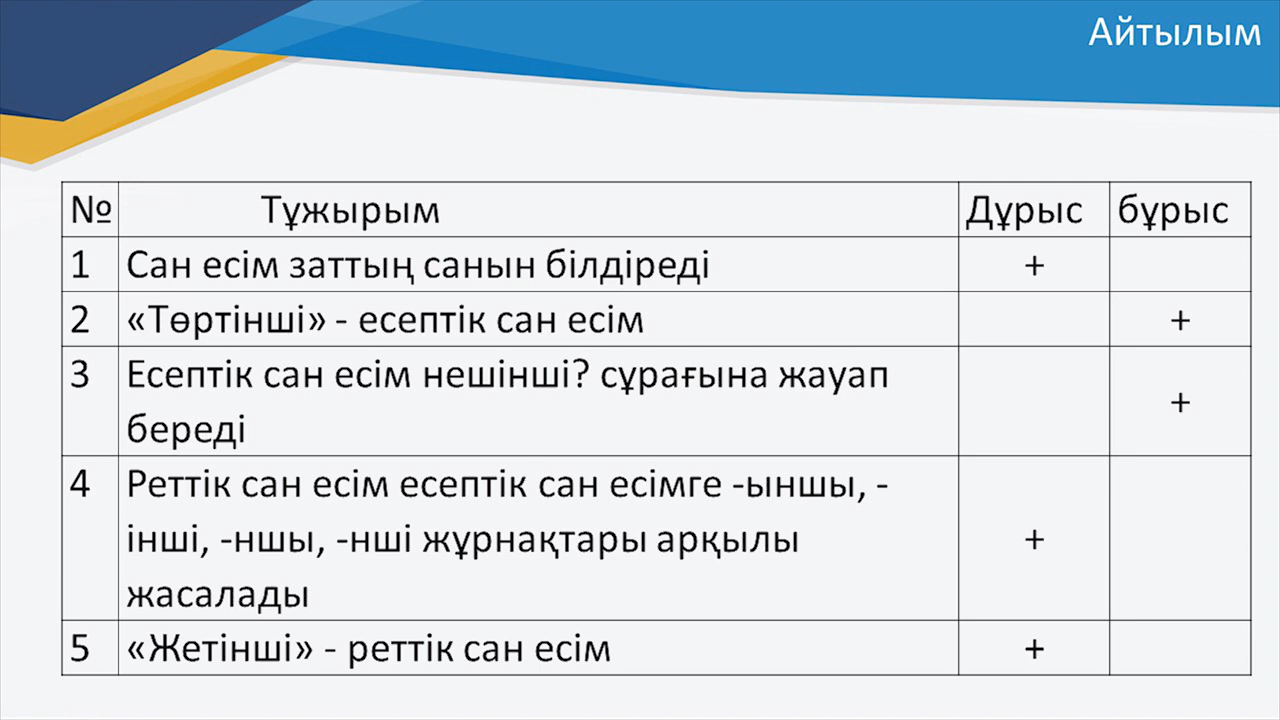 Айтылым
№ Тұжырым Дұрыс бұрыс
1 Сан есім заттың санын білдіреді +
2 «Төртінші» - есептік сан есім +
3 Есептік сан есім нешінші? сұрағына жауап
береді +
4 Реттік сан есім есептік сан есімге -ыншы, -
інші, -ншы, -нші жұрнақтары арқылы +
жасалады
5 «Жетінші» - реттік сан есім +